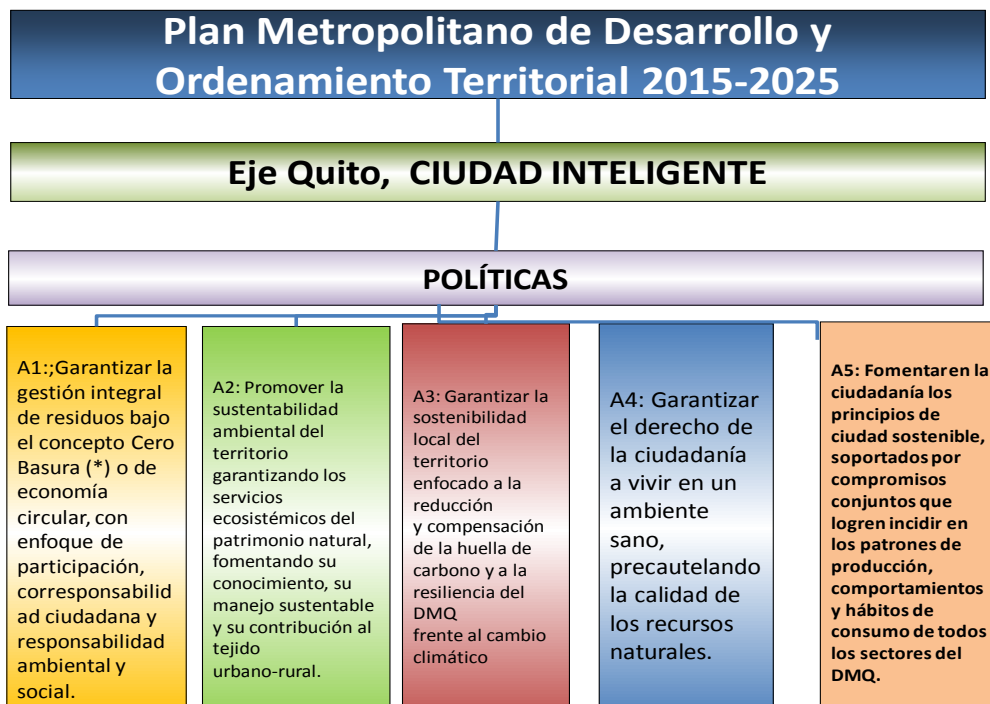 Plan Metropolitano de Desarrollo y
Ordenamiento Territorial 2015-2025
Eje Quito, CIUDAD INTELIGENTE
POLÍTICAS
A1:;Garantizar la
gestión integral
de residuos bajo
el concepto Cero
Basura (*) o de
economía
circular, con
enfoque de
participación,
corresponsabilid
ad ciudadana y
responsabilidad
ambiental y
social.
A2: Promover la
sustentabilidad
ambiental del
territorio
garantizando los
servicios
ecosistémicos del
patrimonio natural,
fomentando su
conocimiento, su
manejo sustentable
y su contribución al
tejido
urbano-rural.
A3: Garantizar la
sostenibilidad
local del
territorio
enfocado a la
reducción
y compensación
de la huella de
carbono y a la
resiliencia del
DMQ
frente al cambio
climático
A4: Garantizar
el derecho de
la ciudadanía
a vivir en un
ambiente
sano,
precautelando
la calidad de
los recursos
naturales.
A5: Fomentar en la
ciudadanía los
principios de
ciudad sostenible,
soportados por
compromisos
conjuntos que
logren incidir en
los patrones de
producción,
comportamientos
y hábitos de
consumo de todos
los sectores del
DMQ.